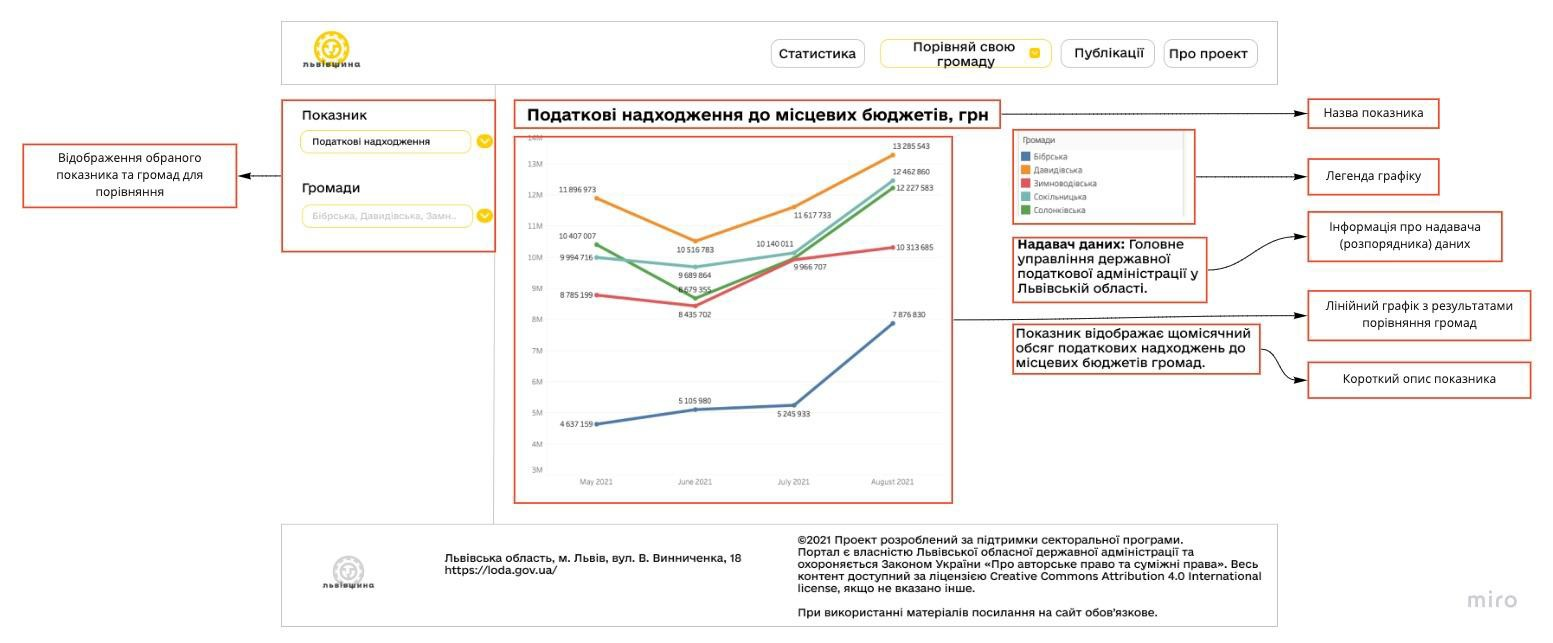 львівщина
Статистика
Порівняй свою
громаду
Публікації
Про проект
Показник
Податкові надходження
Громади
Бібрська, Давидівська, Замн..
Відображення обраного
показника та громад для
порівняння
Податкові надходження до місцевих бюджетів, грн
14M
13M
12M
11M
10M
9M
8M
7M
6M
5M
4M
3M
11 896 973
10 407 007
9 994 716
8 785 199
4 637 159
10 516 783
9 689 864
8 679 355
8 435 702
5 105 980
11 617 733
10 140 011
9 966 707
5 245 933
13 285 543
12 462 860
12 227 583
10 313 685
7 876 830
May 2021
June 2021
July 2021
August 2021
Громади
Бібрська
Давидівська
Зимноводівська
Сокільницька
Солонківська
Надавач даних: Головне
управління державної
податкової адміністрації у
Львівській області.
Показник відображає щомісячний
обсяг податкових надходжень до
місцевих бюджетів громад.
Назва показника
Легенда графіку
Інформація про надавача
(розпорядника) даних
Лінійний графік з результатами
порівняння громад
Короткий опис показника
львівщина
Львівська область, м. Львів, вул. В. Винниченка, 18
https://loda.gov.ua/
©2021 Проект розроблений за підтримки секторальної програми.
Портал є власністю Львівської обласної державної адміністрації та
охороняється Законом України «Про авторське право та суміжні права». Весь
контент доступний за ліцензією Creative Commons Attribution 4.0 International
license, якщо не вказано інше.
При використанні матеріалів посилання на сайт обов'язкове.
miro